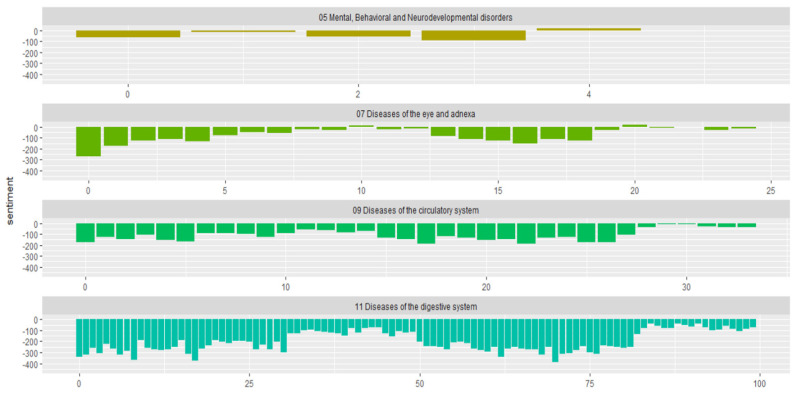 05 Mental, Behavioral and Neurodevelopmental disorders
0
-100
-200
-300
-400
0 2 4
07 Diseases of the eye and adnexa
0
-100
-200
-300
-400
0 5 10 15 20 25
sentiment
09 Diseases of the circulatory system
0
-100
-200
-300
-400
0 10 20 30
11 Diseases of the digestive system
0
-100
-200
-300
-400
0 25 50 75 100